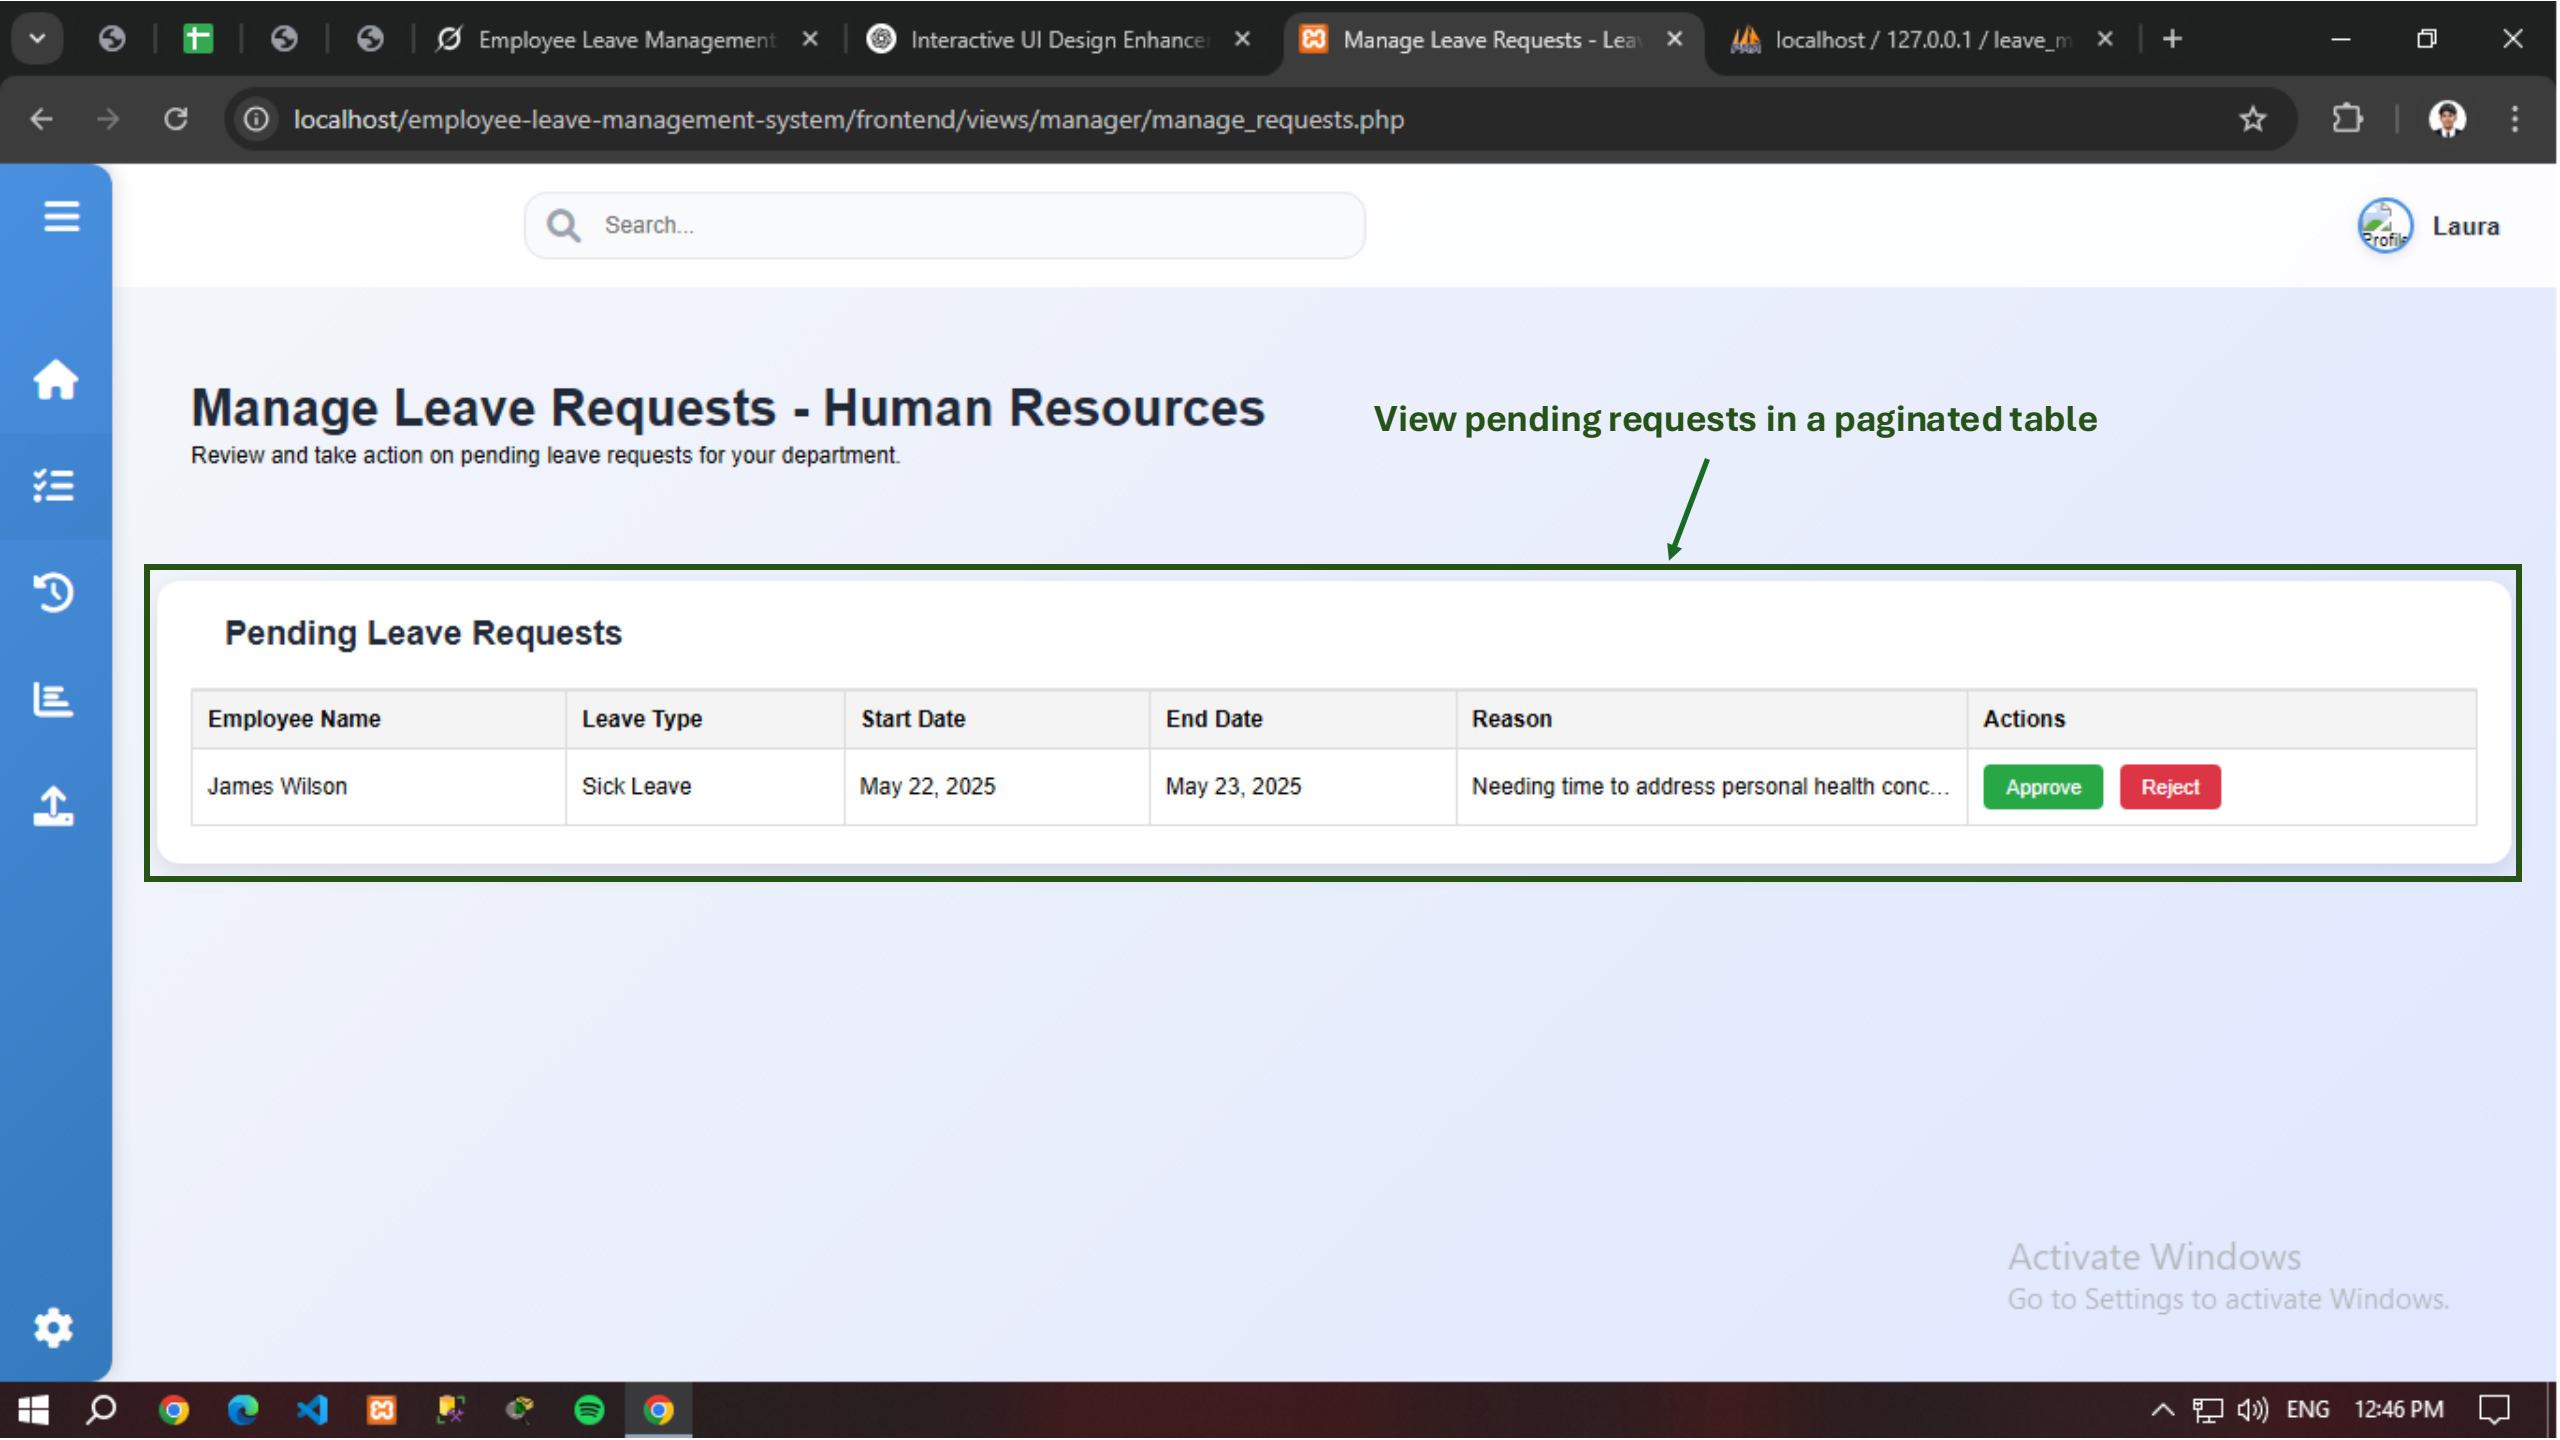 Employee Leave Management
Interactive UI Design Enhance
Manage Leave Requests - Lea
localhost / 127.0.0.1 / leave_m
localhost/employee-leave-management-system/frontend/views/manager/manage_requests.php
Search...
Profile
Laura
Manage Leave Requests - Human Resources
View pending requests in a paginated table
Review and take action on pending leave requests for your department.
Pending Leave Requests
Employee Name Leave Type Start Date End Date Reason Actions
James Wilson Sick Leave May 22, 2025 May 23, 2025 Needing time to address personal health conc... Approve Reject
Activate Windows
Go to Settings to activate Windows.
ENG 12:46 PM